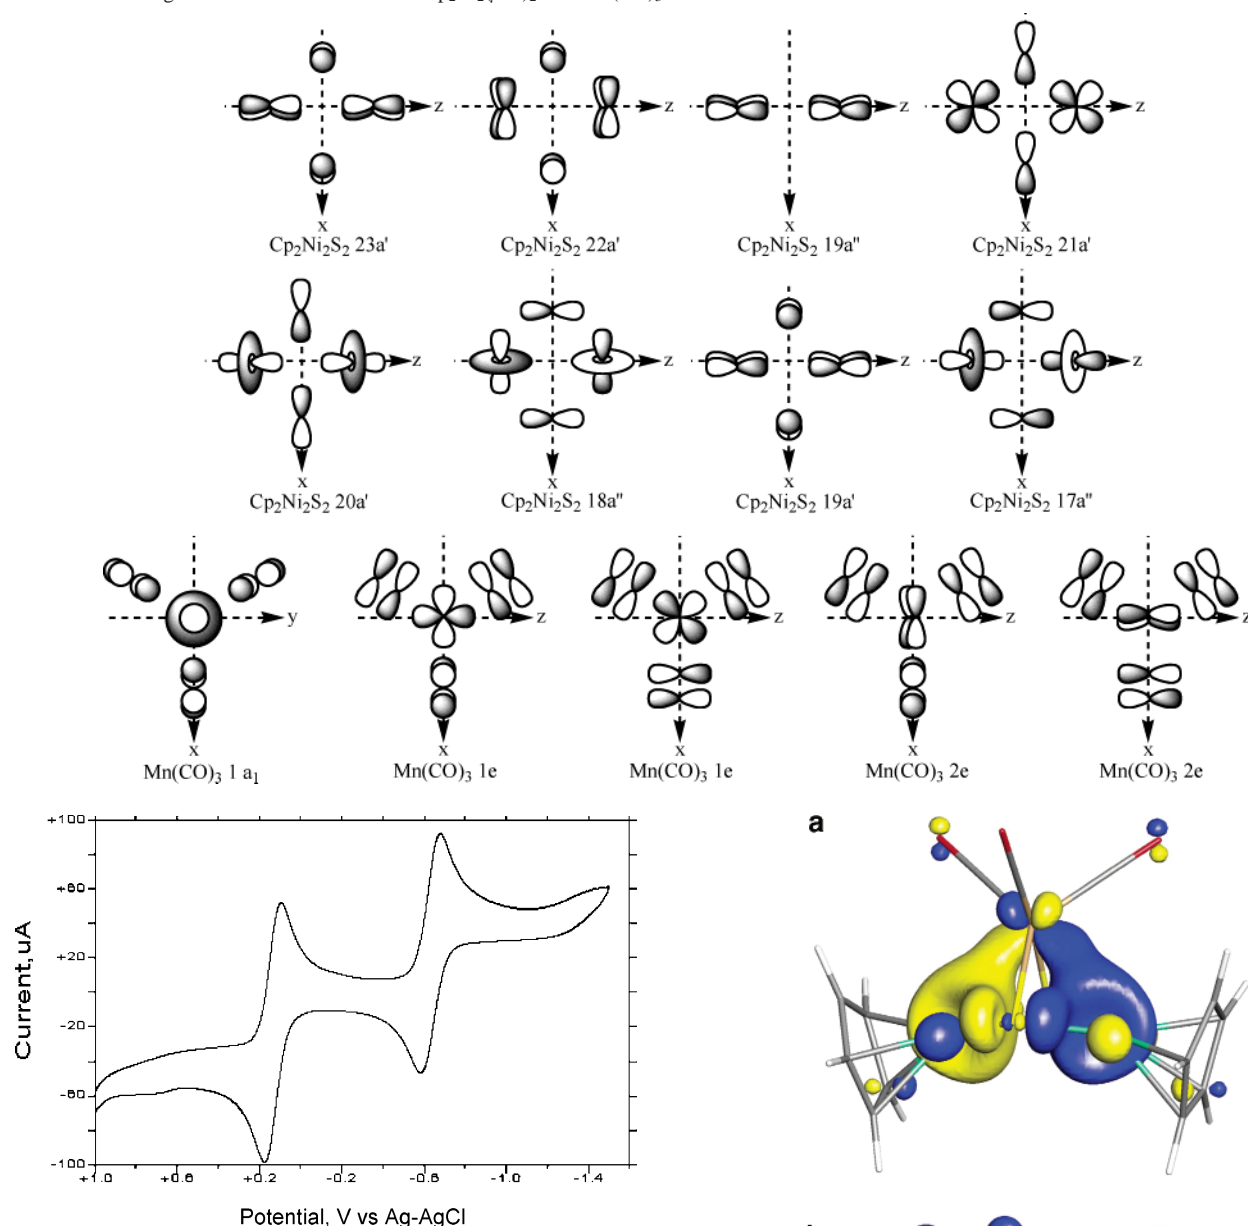 z z z z
x x x x
Cp2Ni2S2 23a' Cp2Ni2S2 22a' Cp2Ni2S2 19a" Cp2Ni2S2 21a'
z z z z
x x x x
Cp2Ni2S2 20a' Cp2Ni2S2 18a" Cp2Ni2S2 19a' Cp2Ni2S2 17a"
y z z z z
x x x x x
Mn(CO)3 1 a1 Mn(CO)3 1e Mn(CO)3 1e Mn(CO)3 2e Mn(CO)3 2e
+100
+60
+20
-20
-60
-100
Current,uA
+1.0 +0.6 +0.2 -0.2 -0.6 -1.0 -1.4
Potential, V vs Ag-AgCl
a